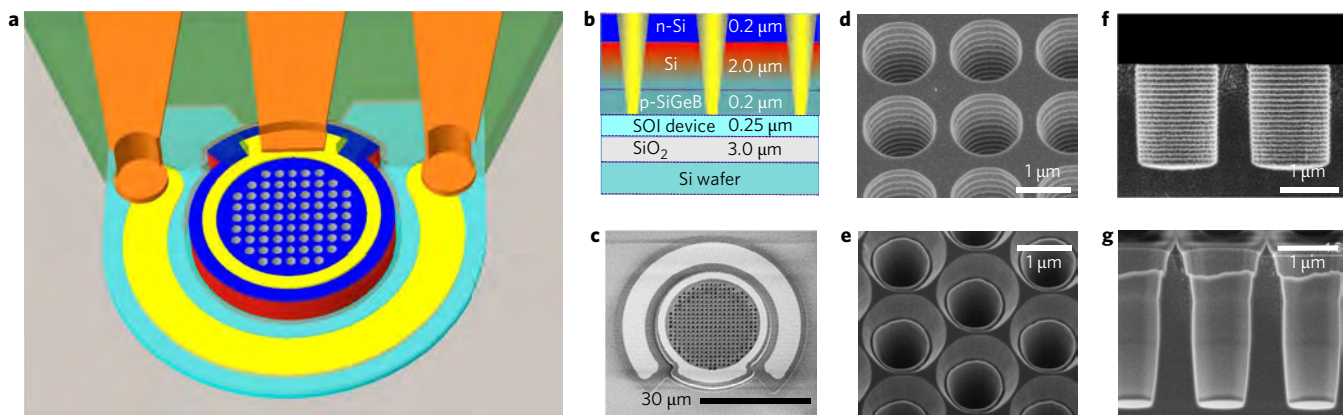 a
b
n-Si 0.2 µm
Si 2.0 µm
p-SiGeB 0.2 µm
SOI device 0.25 µm
SiO2 3.0 µm
Si wafer
c
30 µm
d
1 µm
e
1 µm
f
1 µm
g
1 µm